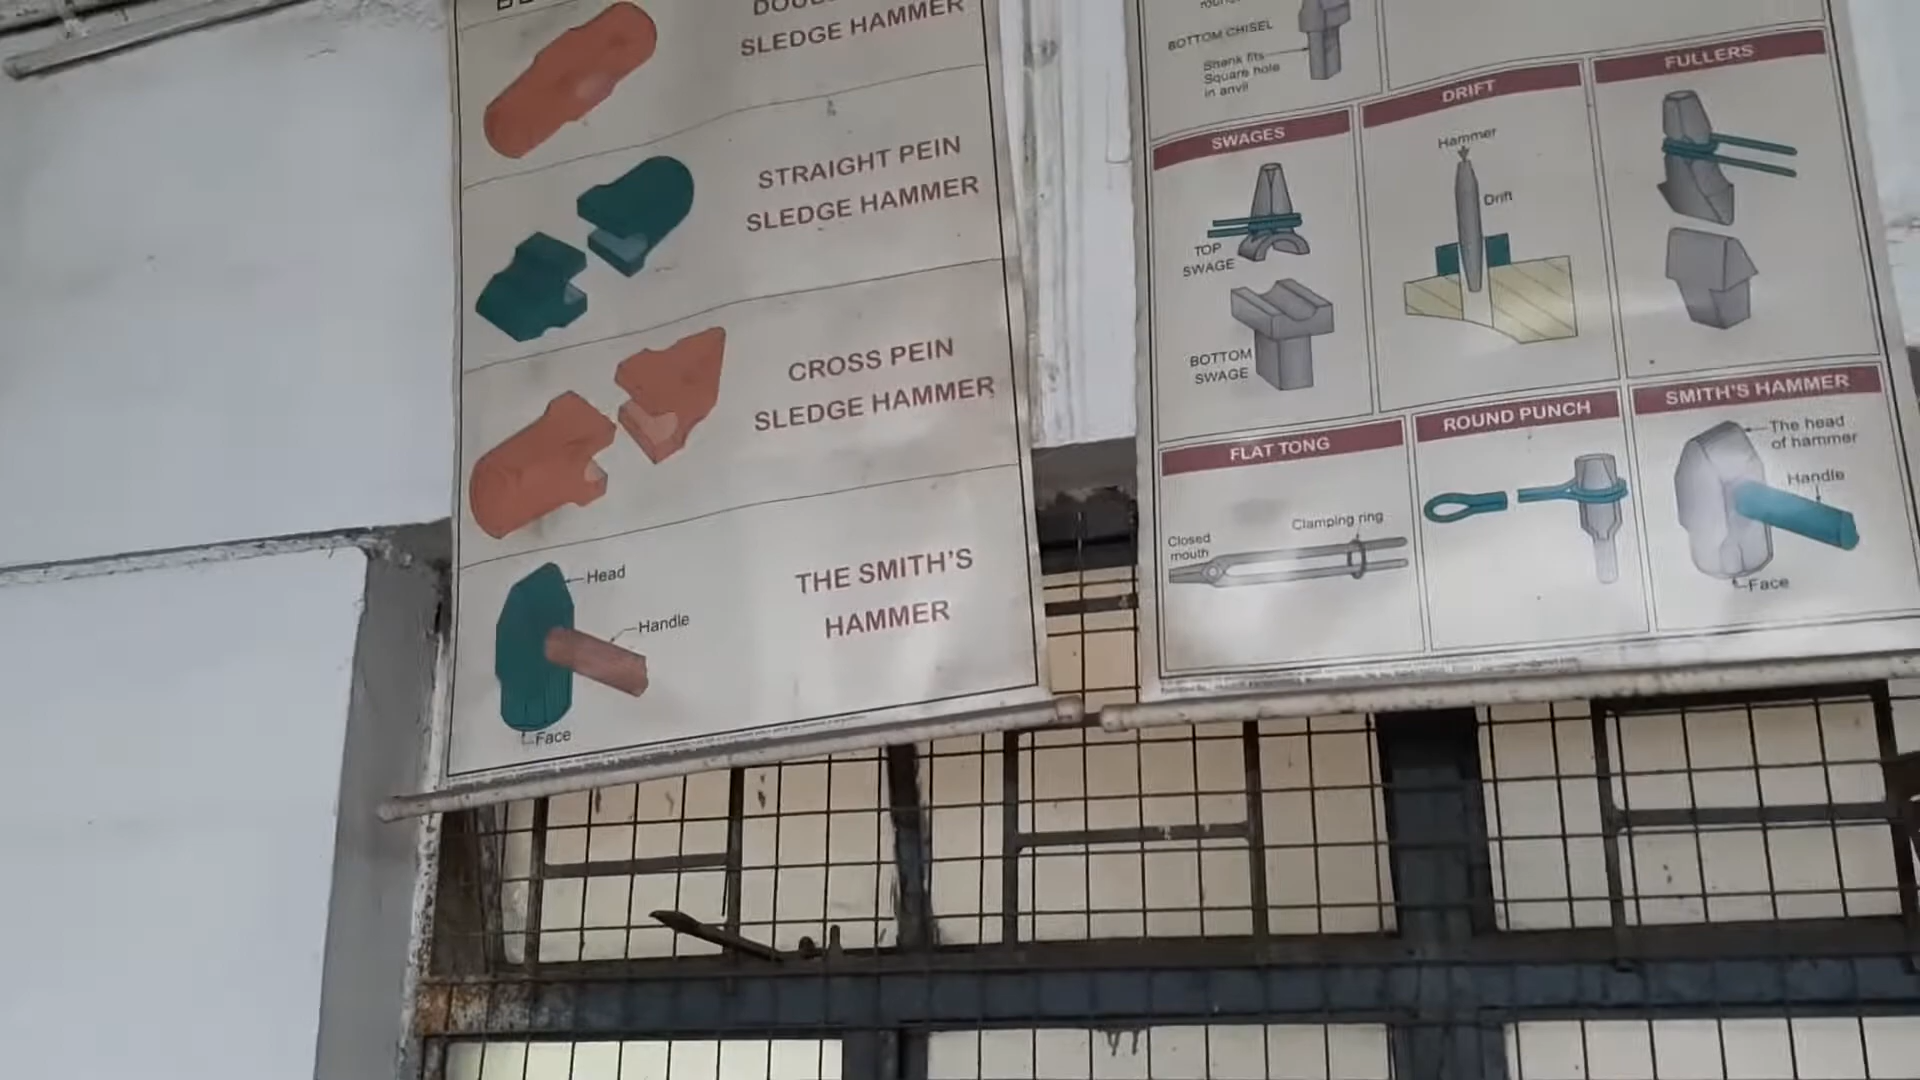 SLEDGE HAMMER
STRAIGHT PEIN
SLEDGE HAMMER
CROSS PEIN
SLEDGE HAMMER
Head
Handle
THE SMITH'S
HAMMER
Face
BOTTOM CHISEL
Shank fits
Square hole
in anvil
SWAGES
TOP
SWAGE
BOTTOM
SWAGE
DRIFT
Hammer
Drift
FULLERS
FLAT TONG
Closed
mouth
Clamping ring
ROUND PUNCH
SMITH'S HAMMER
The head
of hammer
Handle
Face